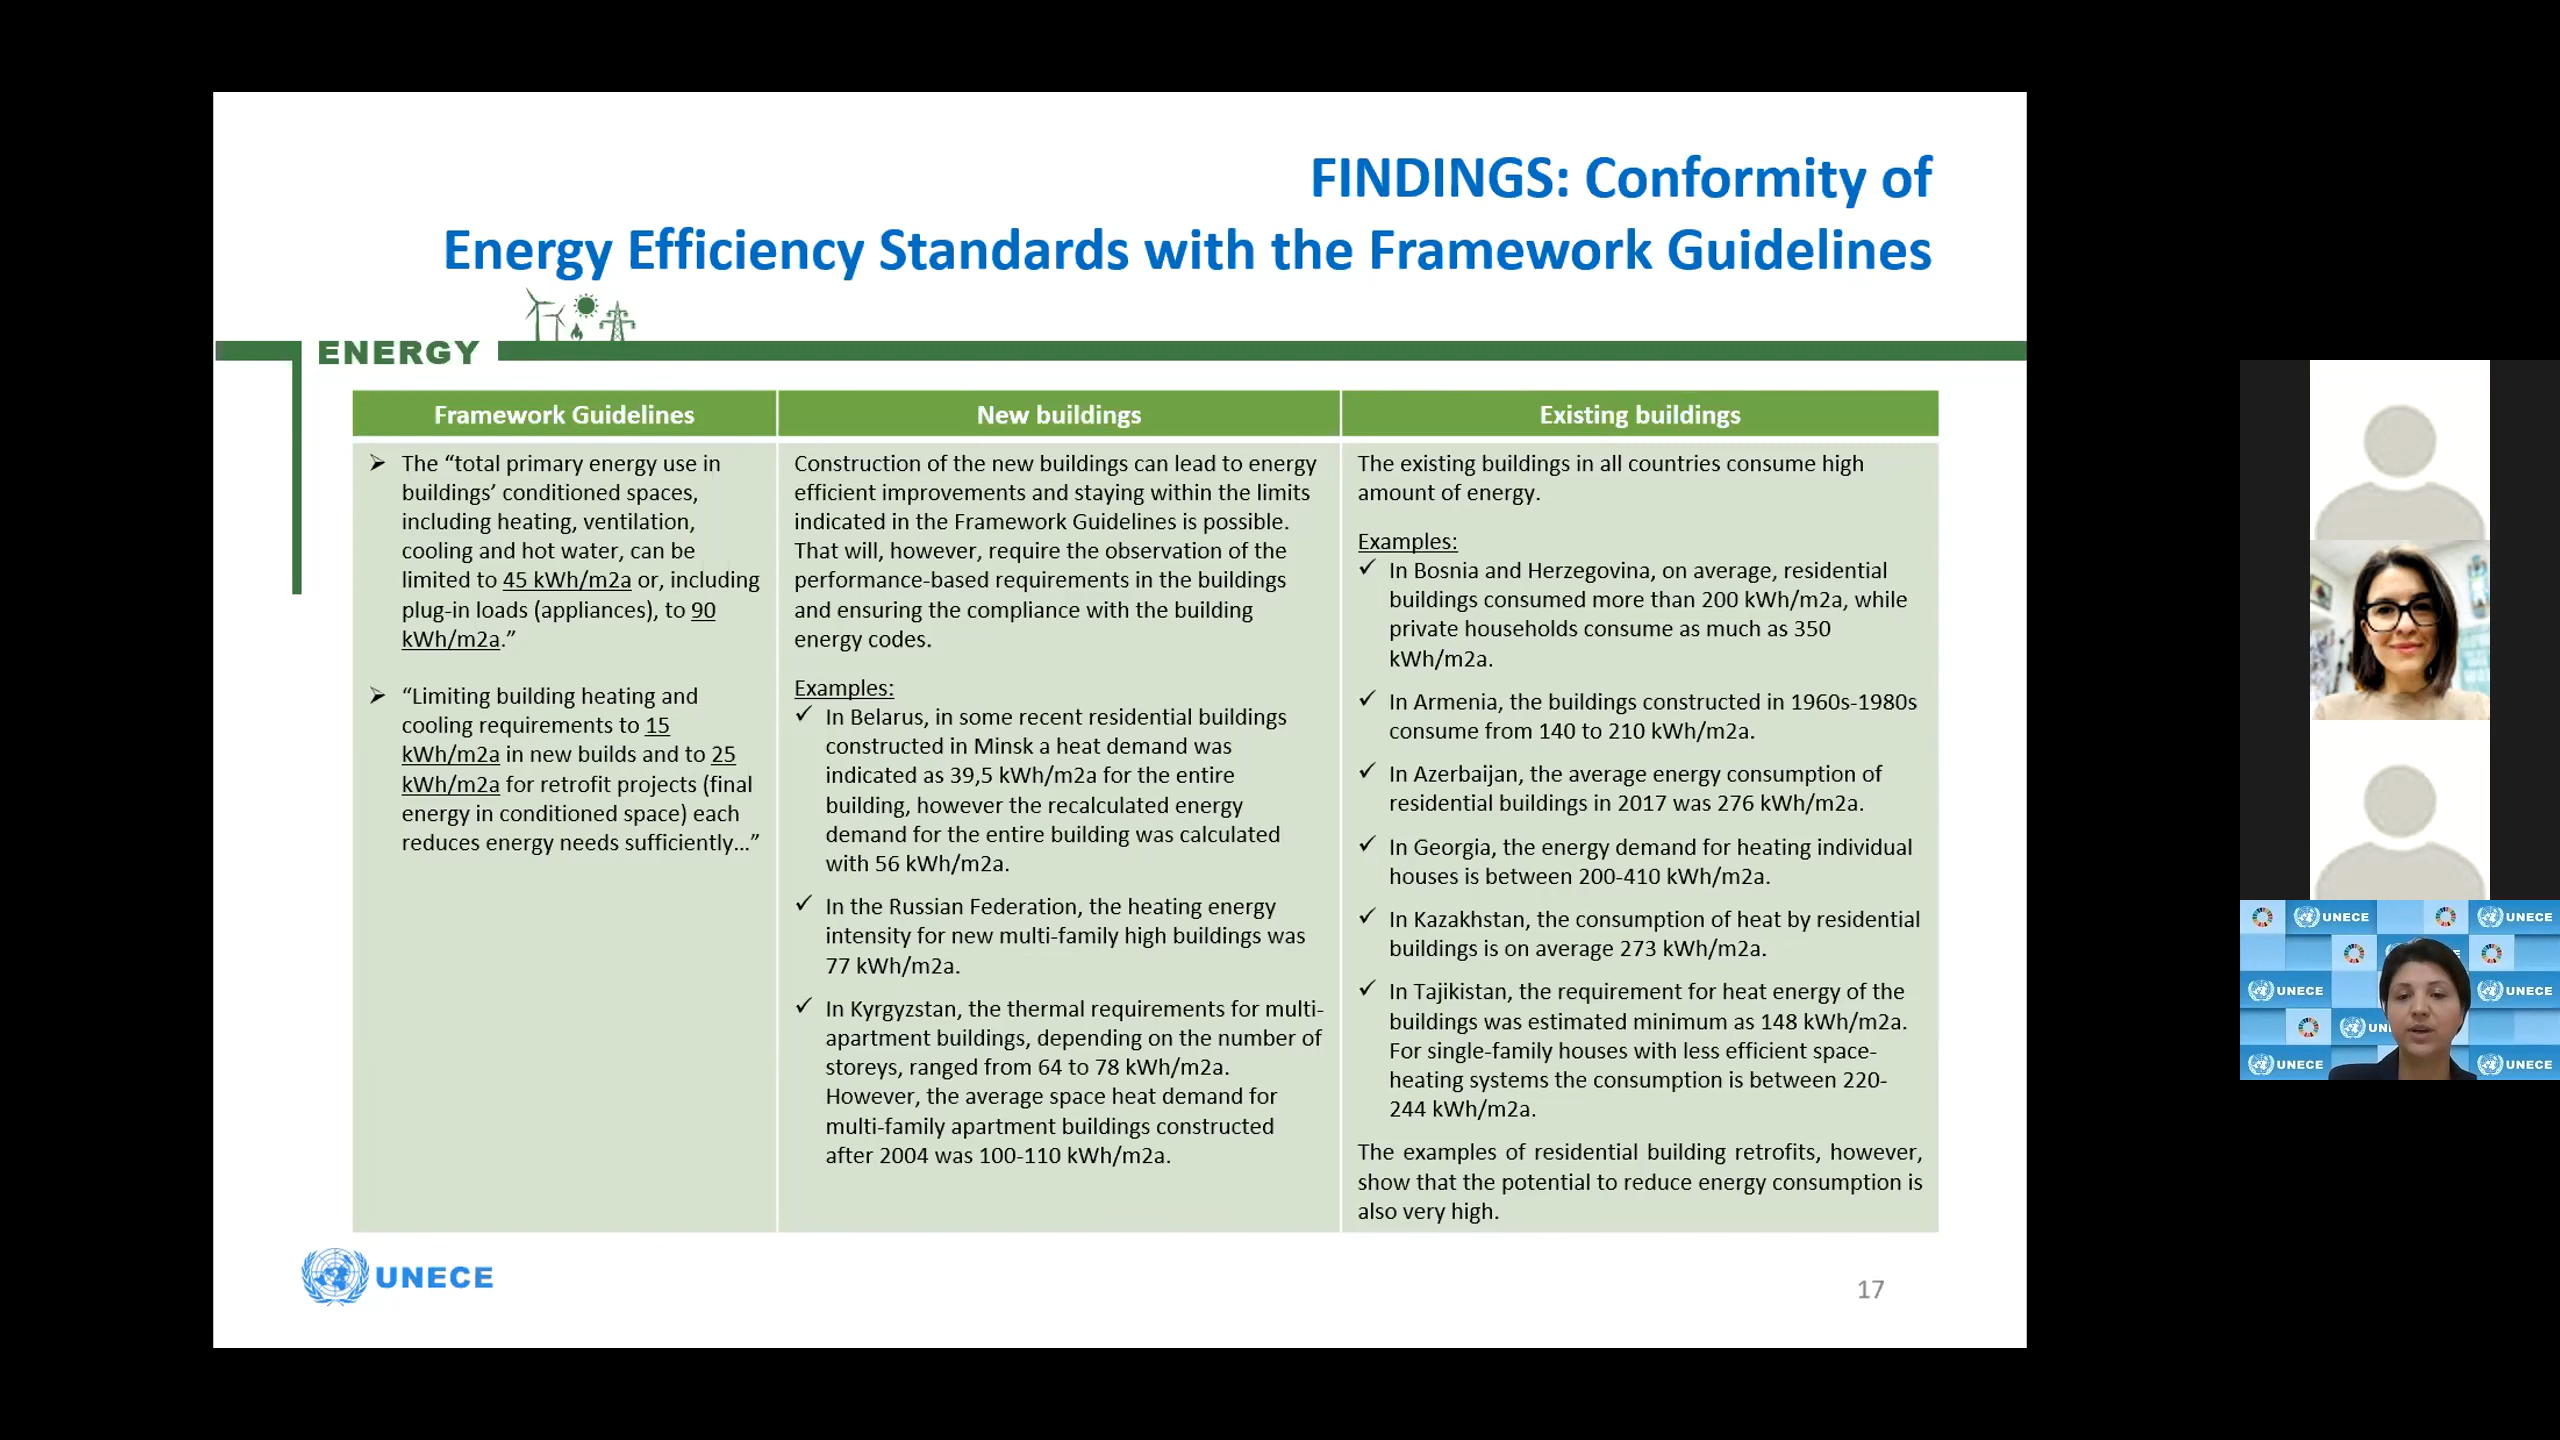 FINDINGS: Conformity of
Energy Efficiency Standards with the Framework Guidelines
ENERGY
Framework Guidelines
The “total primary energy use in
buildings’ conditioned spaces,
including heating, ventilation,
cooling and hot water, can be
limited to 45 kWh/m2a or, including
plug-in loads (appliances), to 90
kWh/m2a.”
“Limiting building heating and
cooling requirements to 15
kWh/m2a in new builds and to 25
kWh/m2a for retrofit projects (final
energy in conditioned space) each
reduces energy needs sufficiently...”
New buildings
Construction of the new buildings can lead to energy
efficient improvements and staying within the limits
indicated in the Framework Guidelines is possible.
That will, however, require the observation of the
performance-based requirements in the buildings
and ensuring the compliance with the building
energy codes.
Examples:
✓ In Belarus, in some recent residential buildings
constructed in Minsk a heat demand was
indicated as 39,5 kWh/m2a for the entire
building, however the recalculated energy
demand for the entire building was calculated
with 56 kWh/m2a.
✓ In the Russian Federation, the heating energy
intensity for new multi-family high buildings was
77 kWh/m2a.
✓ In Kyrgyzstan, the thermal requirements for multi-
apartment buildings, depending on the number of
storeys, ranged from 64 to 78 kWh/m2a.
However, the average space heat demand for
multi-family apartment buildings constructed
after 2004 was 100-110 kWh/m2a.
Existing buildings
The existing buildings in all countries consume high
amount of energy.
Examples:
✓ In Bosnia and Herzegovina, on average, residential
buildings consumed more than 200 kWh/m2a, while
private households consume as much as 350
kWh/m2a.
✓ In Armenia, the buildings constructed in 1960s-1980s
consume from 140 to 210 kWh/m2a.
✓ In Azerbaijan, the average energy consumption of
residential buildings in 2017 was 276 kWh/m2a.
✓ In Georgia, the energy demand for heating individual
houses is between 200-410 kWh/m2a.
✓ In Kazakhstan, the consumption of heat by residential
buildings is on average 273 kWh/m2a.
✓ In Tajikistan, the requirement for heat energy of the
buildings was estimated minimum as 148 kWh/m2a.
For single-family houses with less efficient space-
heating systems the consumption is between 220-
244 kWh/m2a.
The examples of residential building retrofits, however,
show that the potential to reduce energy consumption is
also very high.
UNECE
17
UNECE UNECE
UNECE UNECE
UN
UNECE UNECE